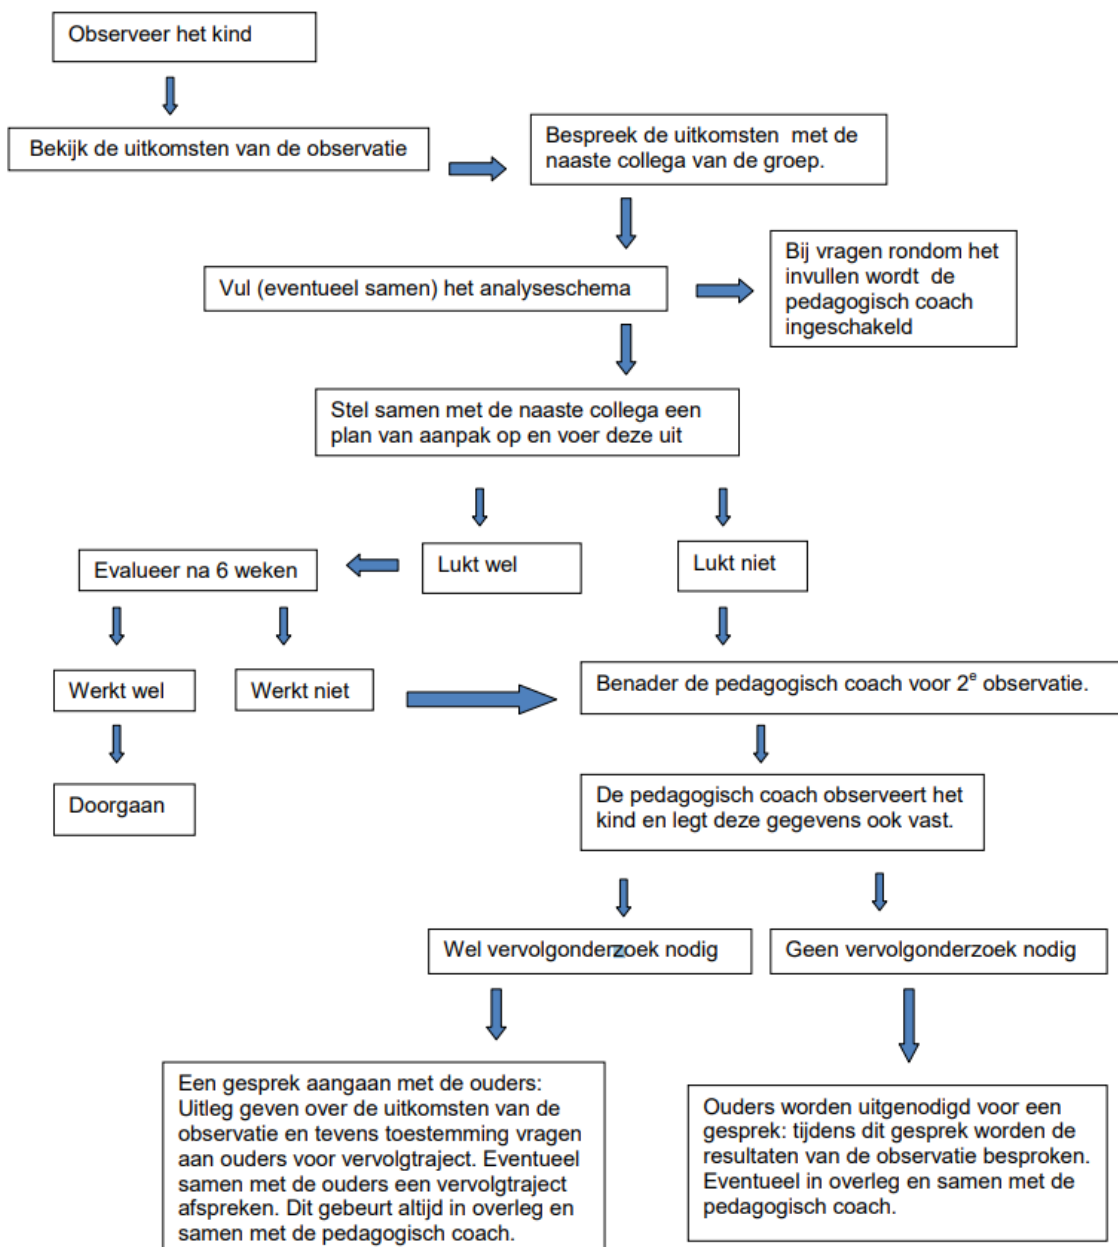 Observeer het kind
Bekijk de uitkomsten van de observatie
Bespreek de uitkomsten  met de
naaste collega van de groep.
Vul (eventueel samen) het analyseschema
Bij vragen rondom het
invullen wordt  de
pedagogisch coach
ingeschakeld
Stel samen met de naaste collega een
plan van aanpak op en voer deze uit
Lukt wel
Lukt niet
Evalueer na 6 weken
Werkt wel
Werkt niet
Benader de pedagogisch coach voor 2e observatie.
Doorgaan
De pedagogisch coach observeert het
kind en legt deze gegevens ook vast.
Wel vervolgonderzoek nodig
Geen vervolgonderzoek nodig
Een gesprek aangaan met de ouders:
Uitleg geven over de uitkomsten van de
observatie en tevens toestemming vragen
aan ouders voor vervolgtraject. Eventueel
samen met de ouders een vervolgtraject
afspreken. Dit gebeurt altijd in overleg en
samen met de pedagogisch coach.
Ouders worden uitgenodigd voor een
gesprek: tijdens dit gesprek worden de
resultaten van de observatie besproken.
Eventueel in overleg en samen met de
pedagogisch coach.